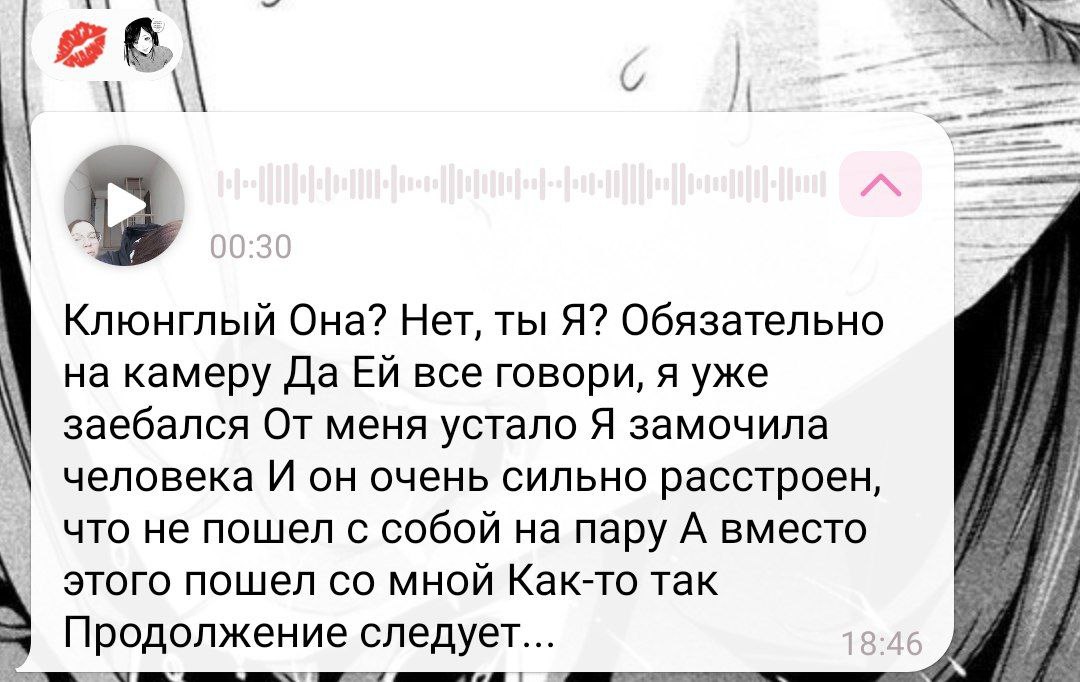 00:30
Клюнглый Она? Нет, ты Я? Обязательно
на камеру Да Ей все говори, я уже
заебался От меня устало Я замочила
человека И он очень сильно расстроен,
что не пошел с собой на пару А вместо
этого пошел со мной Как-то так
Продолжение следует...
18:46